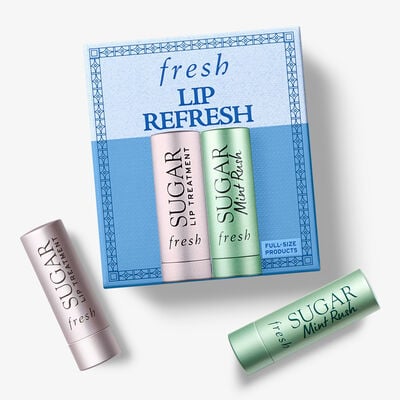 fresh
LIP
REFRESH
SUGAR
LIP TREATMENT
fresh
SUGAR
Mint Rush
fresh
FULL-SIZE
PRODUCTS
SUGAR
LIP TREATMENT
fresh
SUGAR
Mint Rush
fresh